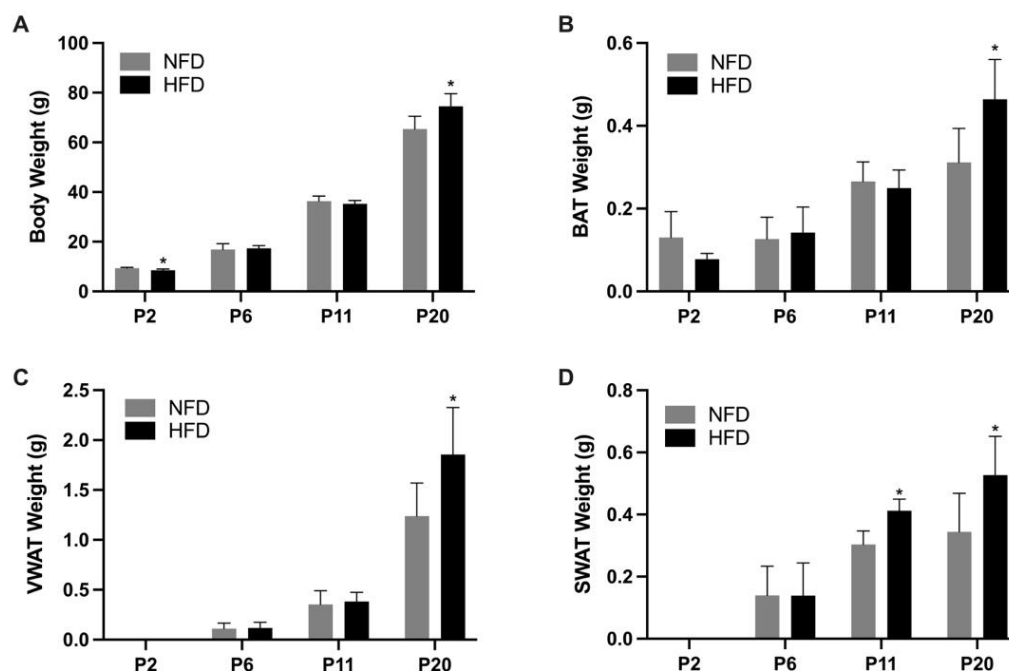 A
Body Weight (g)
100
80
60
40
20
0
NFD
HFD
*
*
P2
P6
P11
P20
B
BAT Weight (g)
0.6
0.4
0.2
0.0
NFD
HFD
*
P2
P6
P11
P20
C
VWAT Weight (g)
2.5
2.0
1.5
1.0
0.5
0.0
NFD
HFD
*
P2
P6
P11
P20
D
SWAT Weight (g)
0.8
0.6
0.4
0.2
0.0
NFD
HFD
*
*
P2
P6
P11
P20